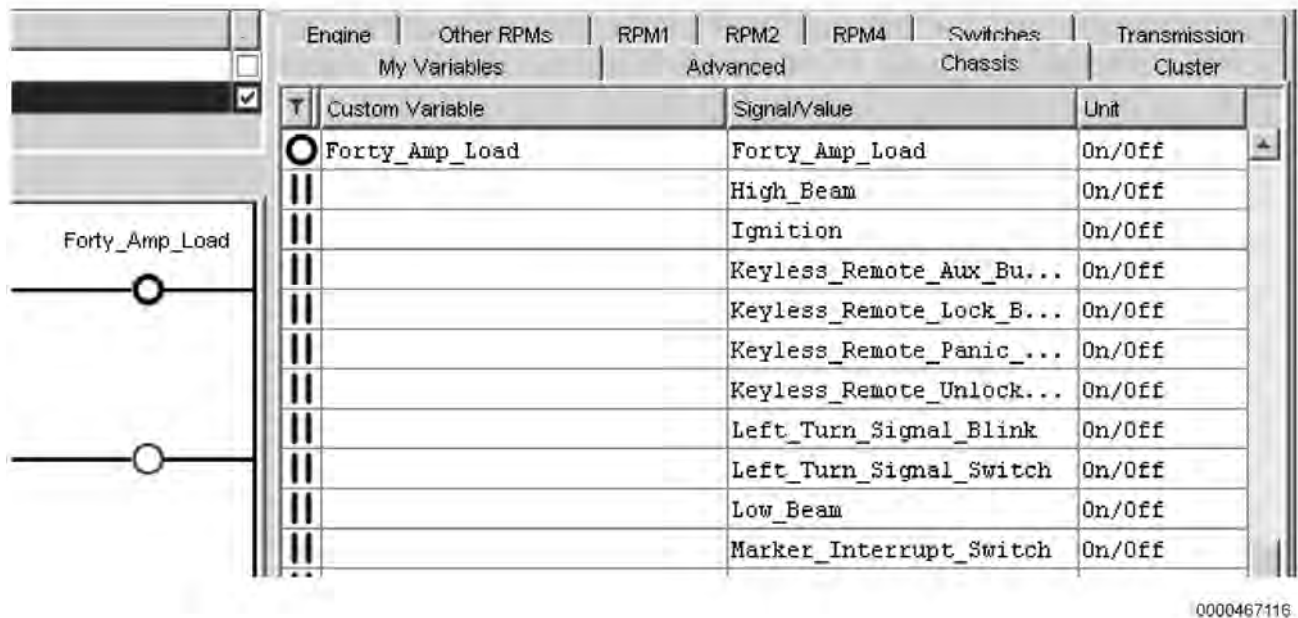 Engine Other RPMs RPM1 RPM2 RPM4 Switches Transmission
My Variables Advanced Chassis Cluster
T Custom Variable Signal/Value Unit
Forty_Amp_Load Forty_Amp_Load On/Off
High_Beam On/Off
Ignition On/Off
Forty_Amp_Load
Keyless_Remote_Aux_Bu... On/Off
Keyless_Remote_Lock_B... On/Off
Keyless_Remote_Panic_... On/Off
Keyless_Remote_Unlock... On/Off
Left_Turn_Signal_Blink On/Off
Left_Turn_Signal_Switch On/Off
Low_Beam On/Off
Marker_Interrupt_Switch On/Off
0000467116